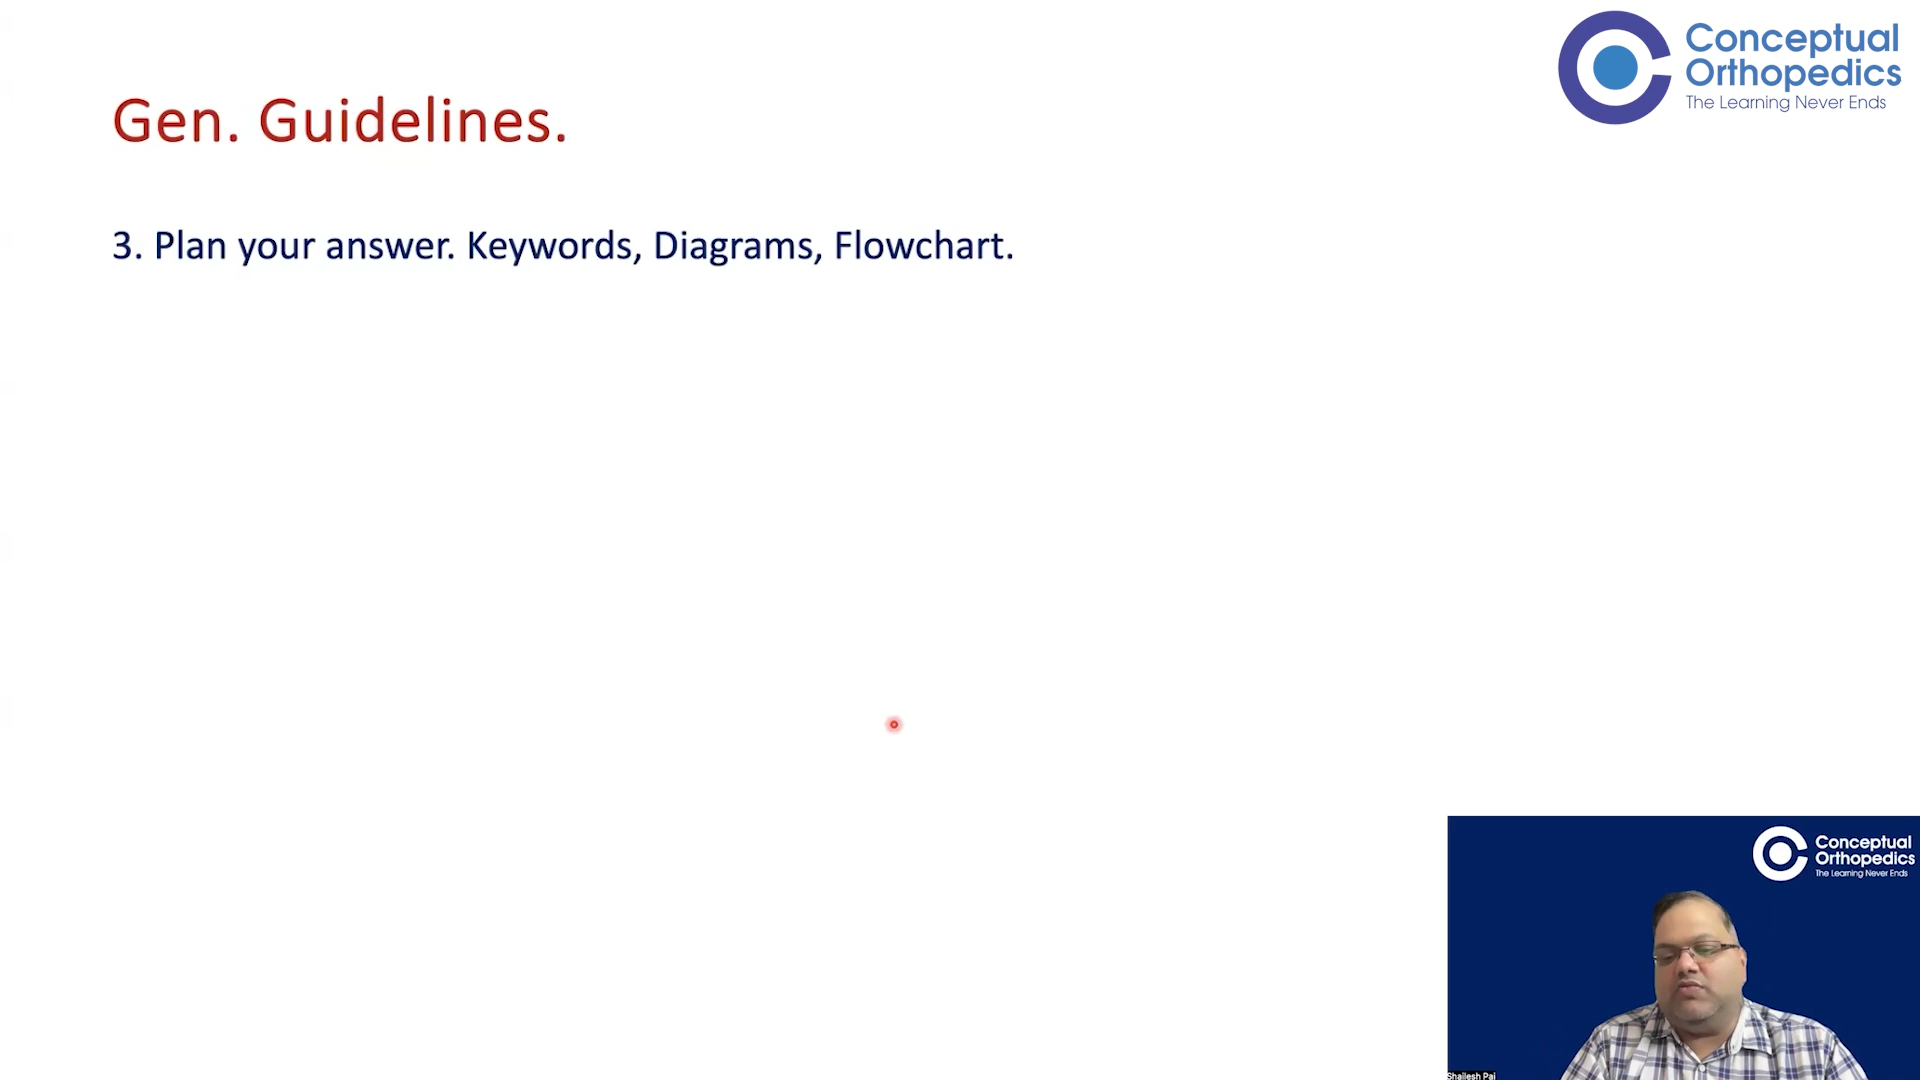 Conceptual
Orthopedics
The Learning Never Ends
Gen. Guidelines.
3. Plan your answer. Keywords, Diagrams, Flowchart.
Conceptual
Orthopedics
The Learning Never Ends
Shailesh Pai